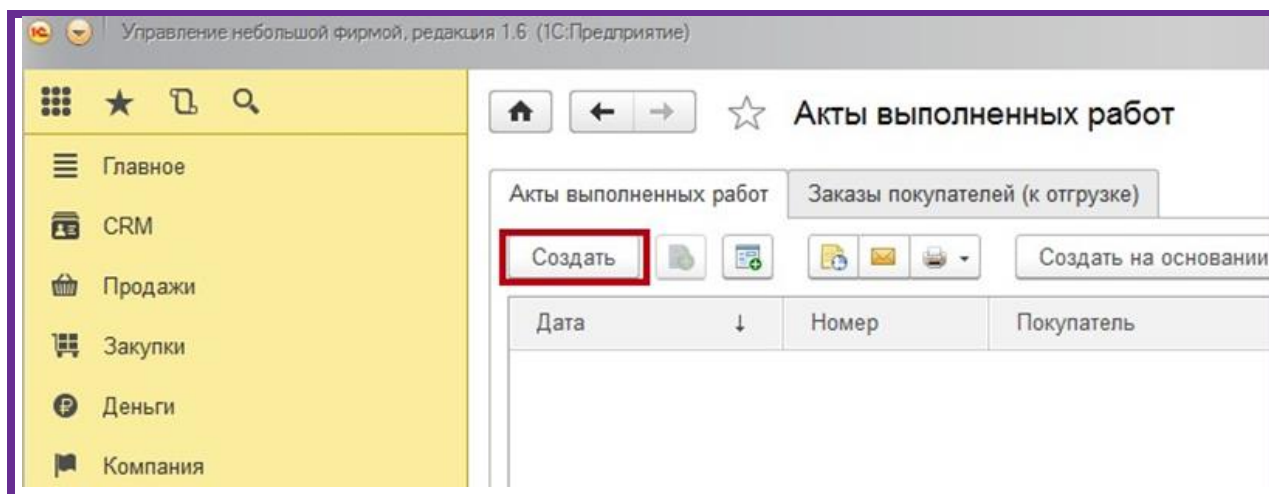 Управление небольшой фирмой, редакция 1.6 (1С:Предприятие)
Акты выполненных работ
Главное
CRM
Продажи
Закупки
Деньги
Компания
Акты выполненных работ Заказы покупателей (к отгрузке)
Создать Создать на основании
Дата ↓ Номер Покупатель